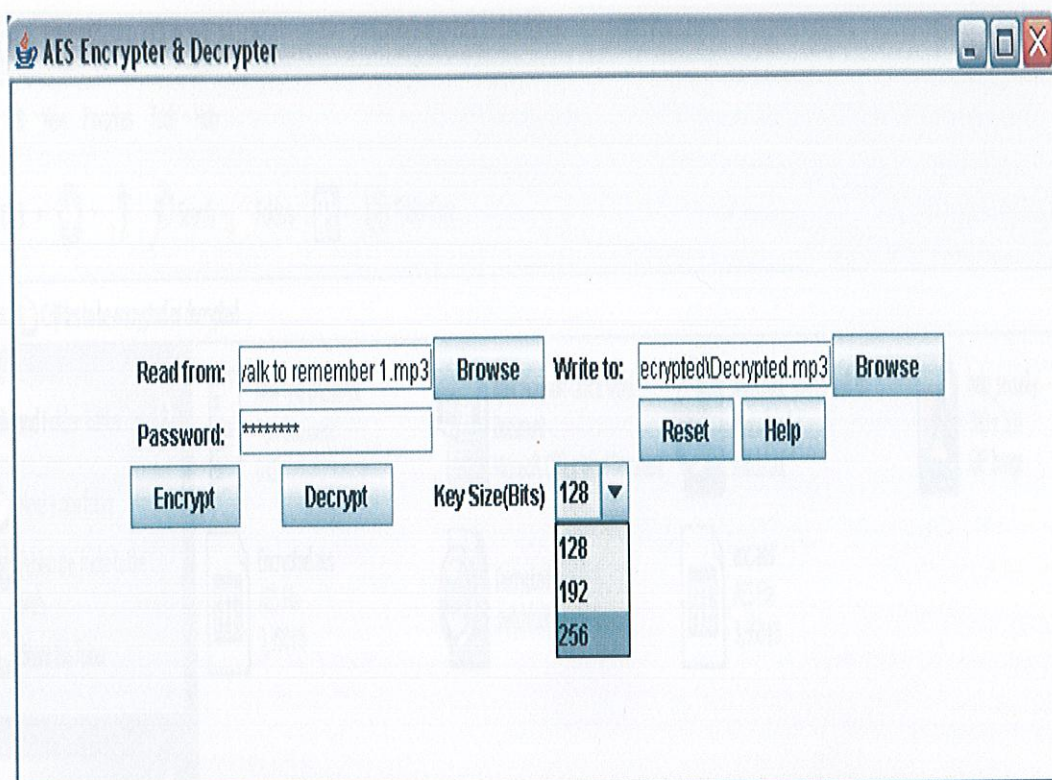 AES Encrypter & Decrypter
Read from: valk to remember 1.mp3 Browse Write to: ecrypted\Decrypted.mp3 Browse
Password: ******** Reset Help
Encrypt Decrypt Key Size(Bits) 128
128
192
256